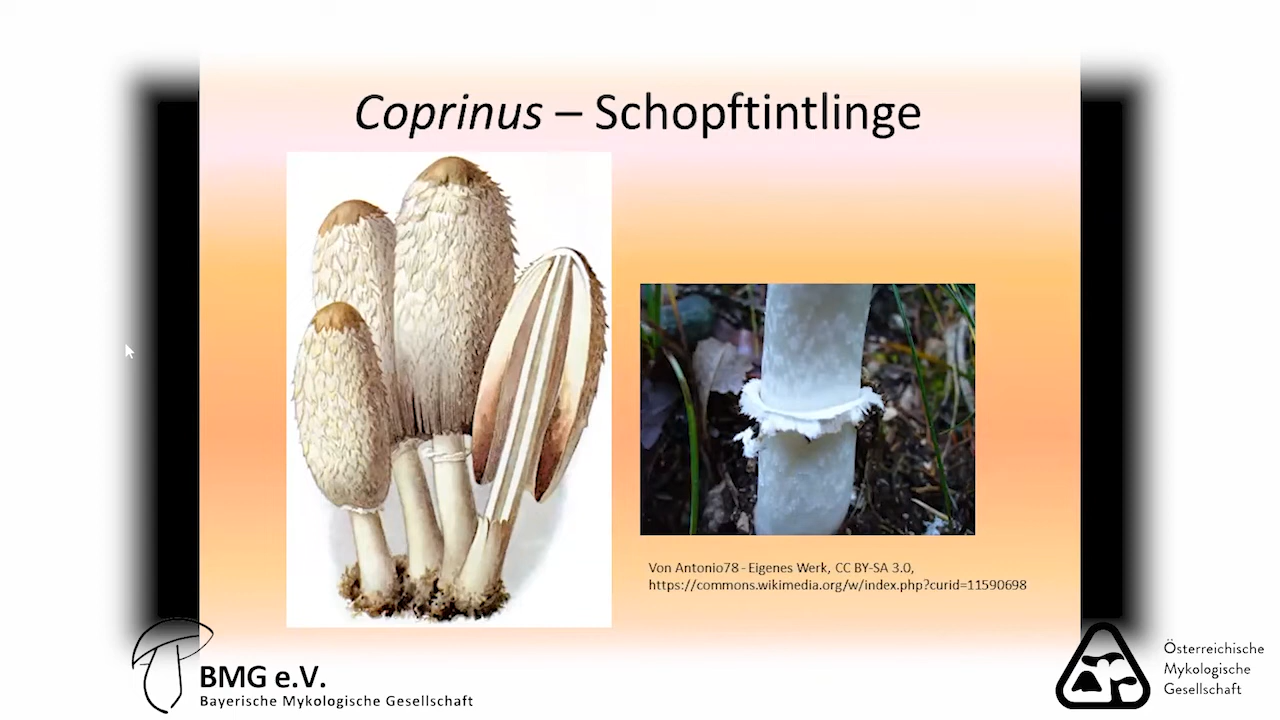 Coprinus – Schopftintlinge
Von Antonio78 - Eigenes Werk, CC BY-SA 3.0,
https://commons.wikimedia.org/w/index.php?curid=11590698
BMG e.V.
Bayerische Mykologische Gesellschaft
Österreichische
Mykologische
Gesellschaft